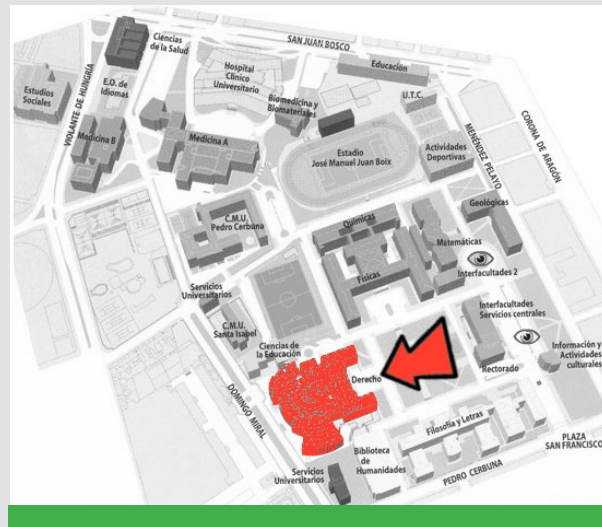 Ciencias
de la Salud
SAN JUAN BOSCO
Hospital
Clínico
Universitario
Educación
Estudios
Sociales
VIOLANTE DE HUNGRÍA
E.O. de
Idiomas
Biomedicina y
Biomateriales
U.T.C.
CORONA DE ARAGÓN
MENÉNDEZ PELAYO
Medicina B
Medicina A
Estadio
José Manuel Juan Boix
Actividades
Deportivas
C.M.U.
Pedro Cerbuna
Químicas
Geológicas
Matemáticas
Físicas
Interfacultades 2
Servicios
Universitarios
C.M.U.
Santa Isabel
Interfacultades
Servicios centrales
Ciencias de
la Educación
Información y
Actividades
culturales
Derecho
Rectorado
DOMINGO MIRAL
Filosofía y Letras
PLAZA
SAN FRANCISCO
Biblioteca
de
Humanidades
Servicios
Universitarios
PEDRO CERBUNA